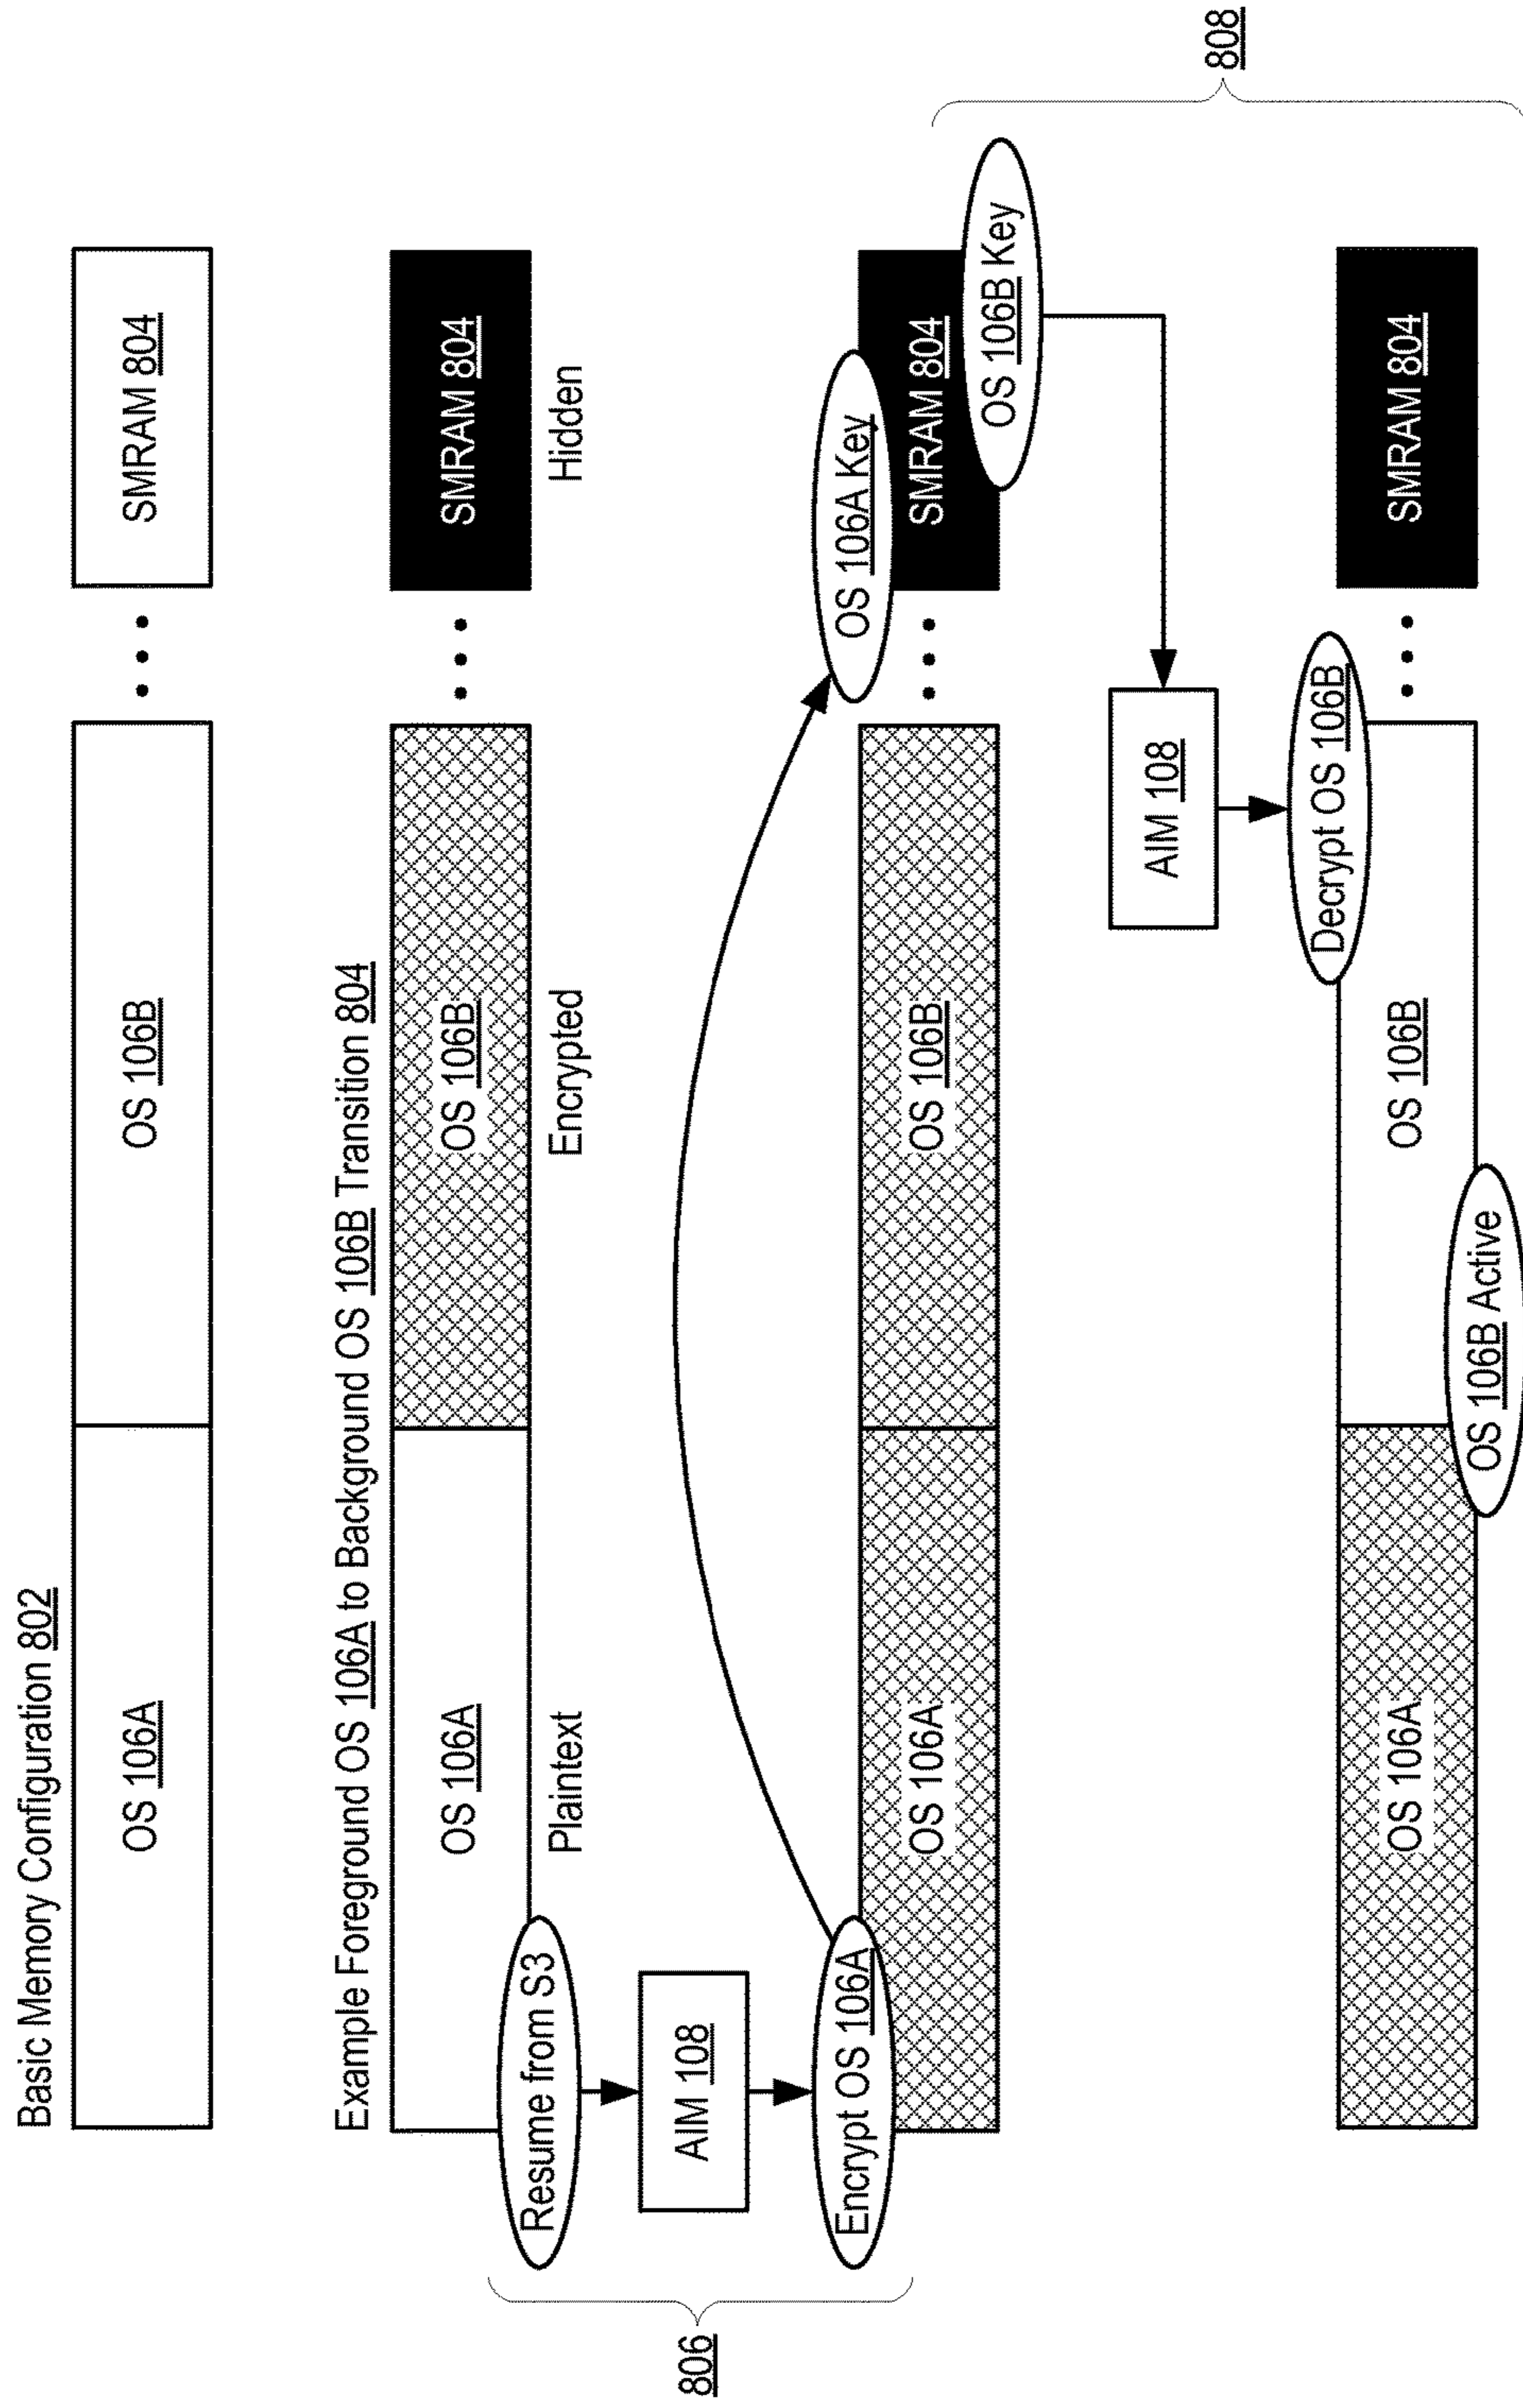 Basic Memory Configuration 802
OS 106A
OS 106B
SMRAM 804
Example Foreground OS 106A to Background OS 106B Transition 804
OS 106A
OS 106B
SMRAM 804
Plaintext
Encrypted
Hidden
Resume from S3
806
AIM 108
Encrypt OS 106A
OS 106A Key
OS 106A
OS 106B
SMRAM 804
OS 106B Key
808
AIM 108
Decrypt OS 106B
OS 106A
OS 106B
SMRAM 804
OS 106B Active